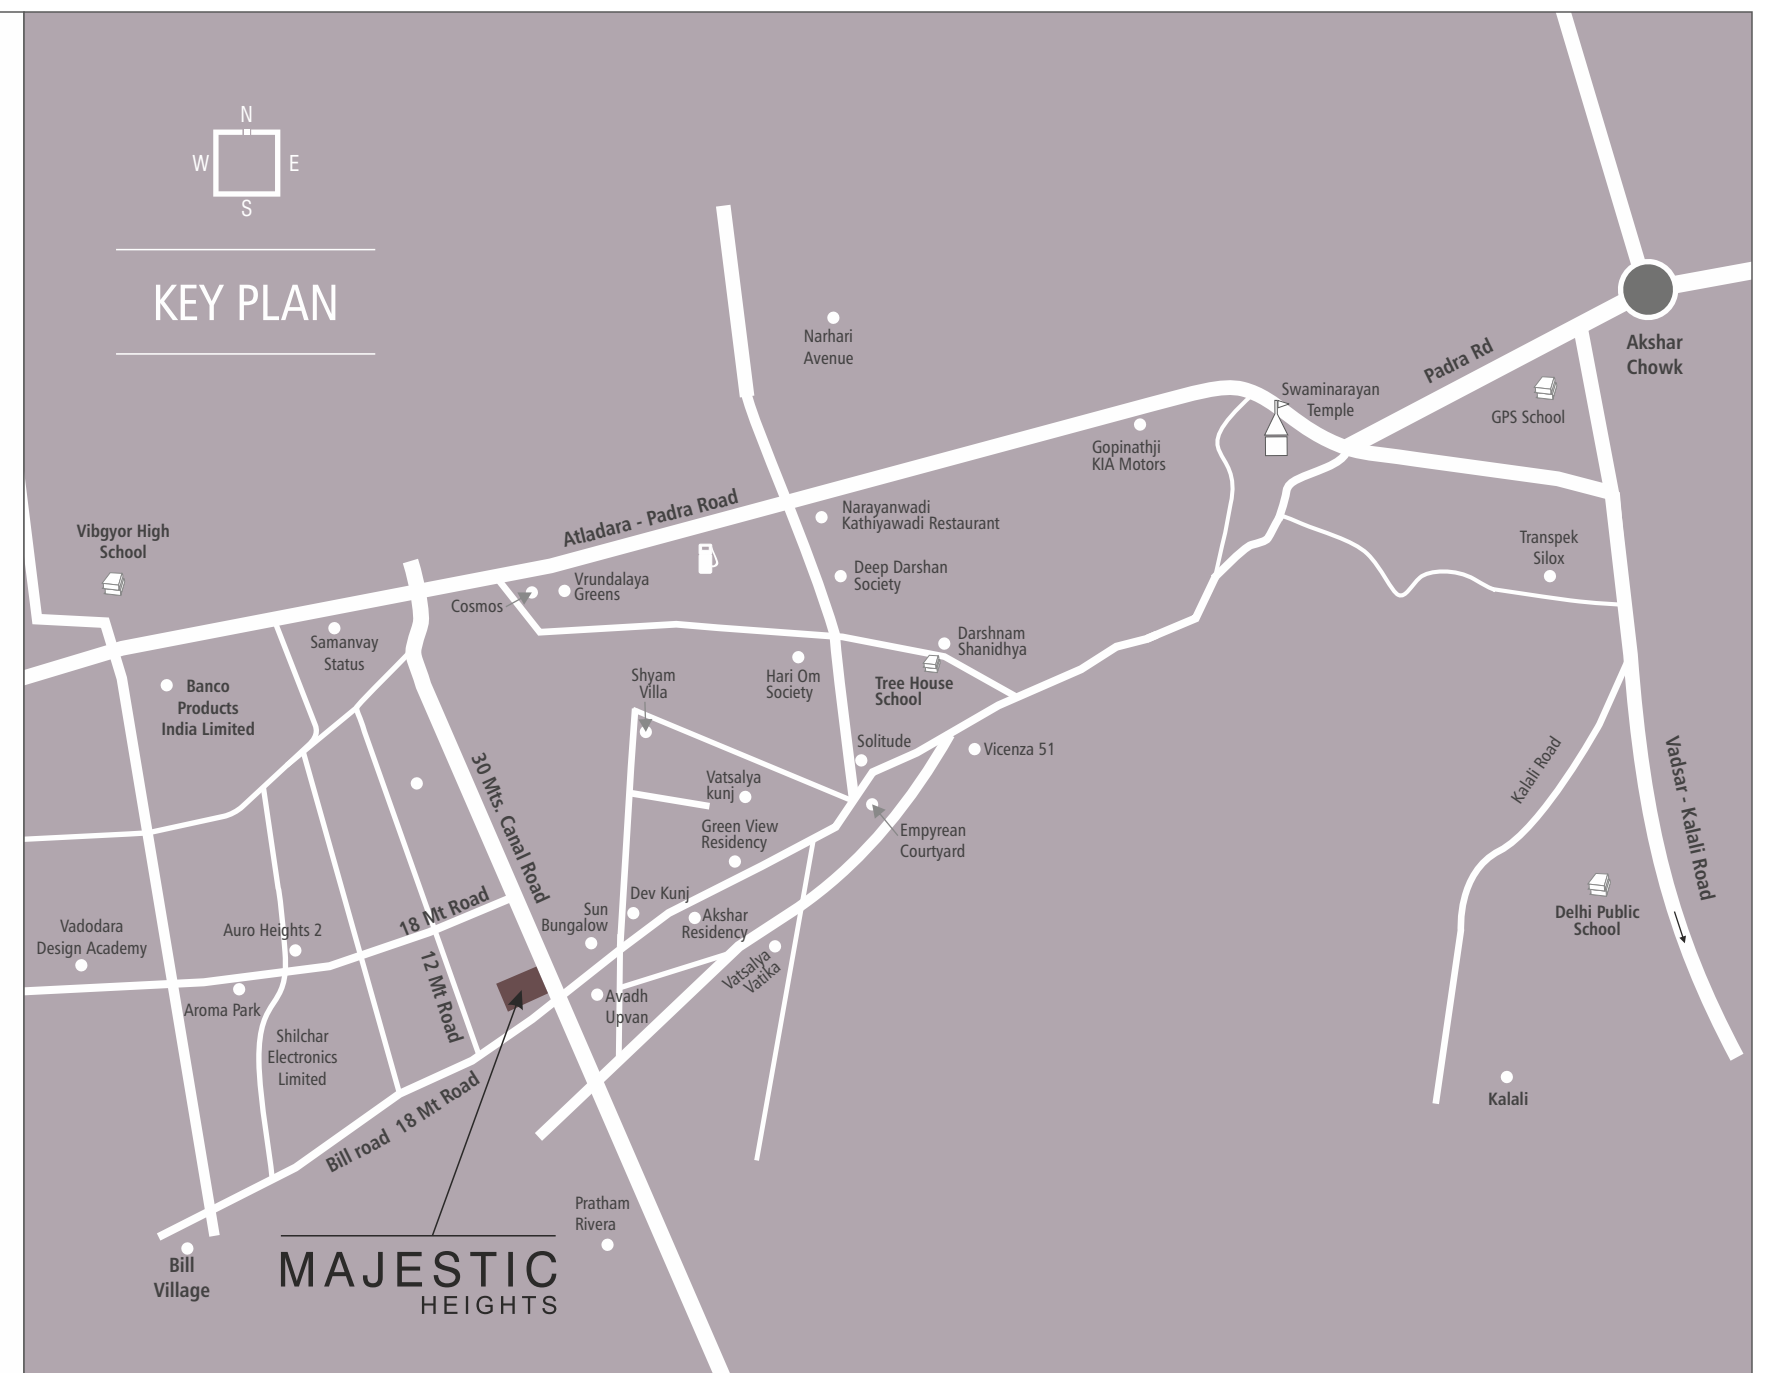 N
W E
S
KEY PLAN
Narhari
Avenue
Akshar
Chowk
Padra Rd
Swaminarayan
Temple
GPS School
Gopinathji
KIA Motors
Atladara - Padra Road
Narayanwadi
Kathiyawadi Restaurant
Vibgyor High
School
Transpek
Silox
Deep Darshan
Society
Vrundalaya
Greens
Cosmos
Samanvay
Status
Darshnam
Shanidhya
Hari Om
Society
Shyam
Villa
Tree House
School
Banco
Products
India Limited
Solitude
Vicenza 51
30 Mts. Canal Road
Vatsalya
kunj
Kalali Road
Vadsar - Kalali Road
Green View
Residency
Empyrean
Courtyard
Dev Kunj
Sun
Bungalow
Akshar
Residency
18 Mt Road
Auro Heights 2
Vadodara
Design Academy
Delhi Public
School
12 Mt Road
Vatsalya
Vatika
Avadh
Upvan
Aroma Park
Shilchar
Electronics
Limited
Bill road 18 Mt Road
Kalali
Pratham
Rivera
Bill
Village
MAJESTIC
HEIGHTS